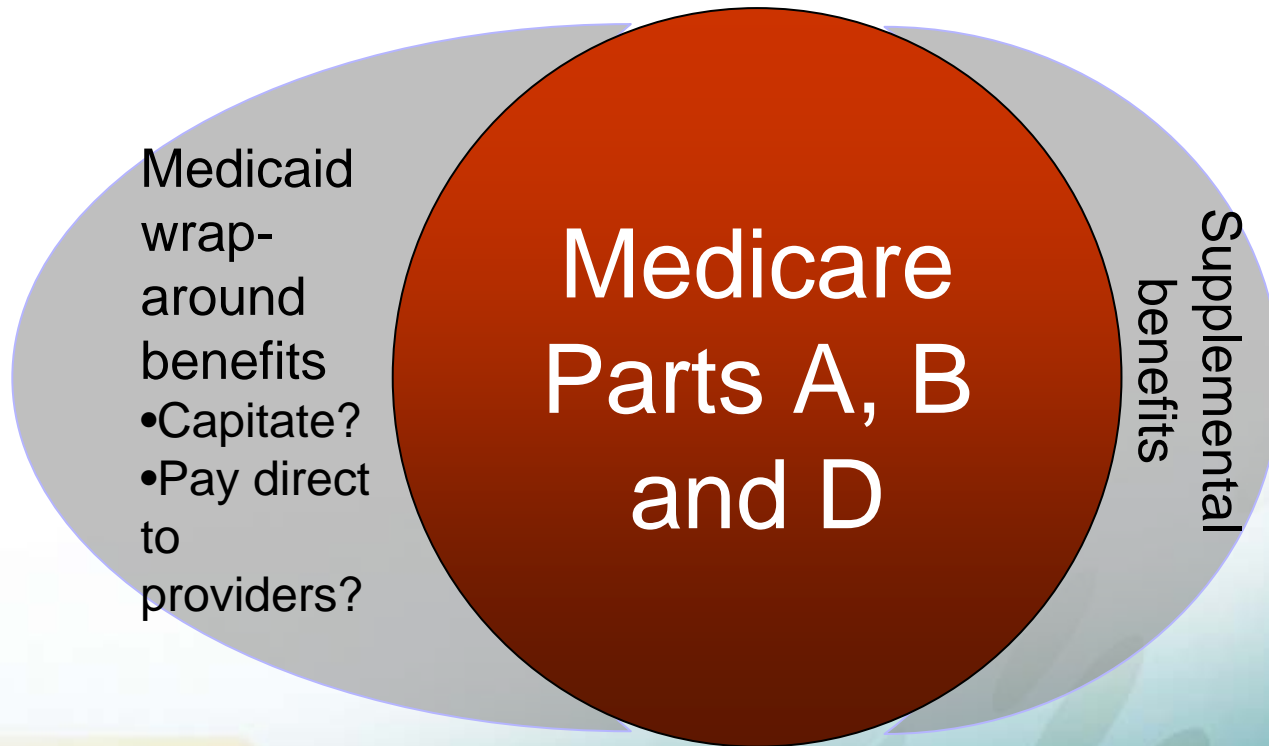 Medicaid
wrap-
around
benefits
•Capitate?
•Pay direct
to
providers?
Medicare
Parts A, B
and D
Supplemental
benefits